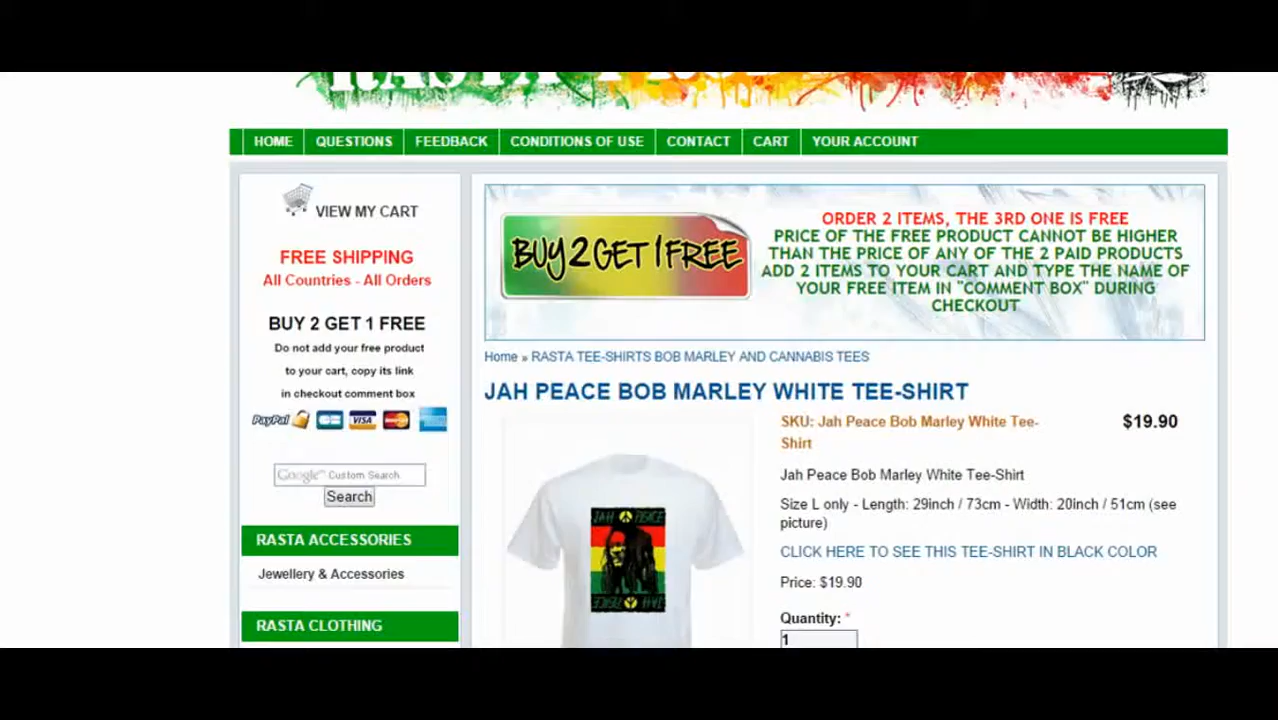 HOME
QUESTIONS
FEEDBACK
CONDITIONS OF USE
CONTACT
CART
YOUR ACCOUNT
VIEW MY CART
FREE SHIPPING
All Countries - All Orders
BUY 2 GET 1 FREE
Do not add your free product
to your cart, copy its link
in checkout comment box
PayPal
VISA
Google™ Custom Search
Search
RASTA ACCESSORIES
Jewellery & Accessories
RASTA CLOTHING
BUY 2 GET 1 FREE
ORDER 2 ITEMS, THE 3RD ONE IS FREE
PRICE OF THE FREE PRODUCT CANNOT BE HIGHER
THAN THE PRICE OF ANY OF THE 2 PAID PRODUCTS
ADD 2 ITEMS TO YOUR CART AND TYPE THE NAME OF
YOUR FREE ITEM IN "COMMENT BOX" DURING
CHECKOUT
Home » RASTA TEE-SHIRTS BOB MARLEY AND CANNABIS TEES
JAH PEACE BOB MARLEY WHITE TEE-SHIRT
JAH PEACE
JAH PEACE
SKU: Jah Peace Bob Marley White Tee-
Shirt
$19.90
Jah Peace Bob Marley White Tee-Shirt
Size L only - Length: 29inch / 73cm - Width: 20inch / 51cm (see
picture)
CLICK HERE TO SEE THIS TEE-SHIRT IN BLACK COLOR
Price: $19.90
Quantity: *
1